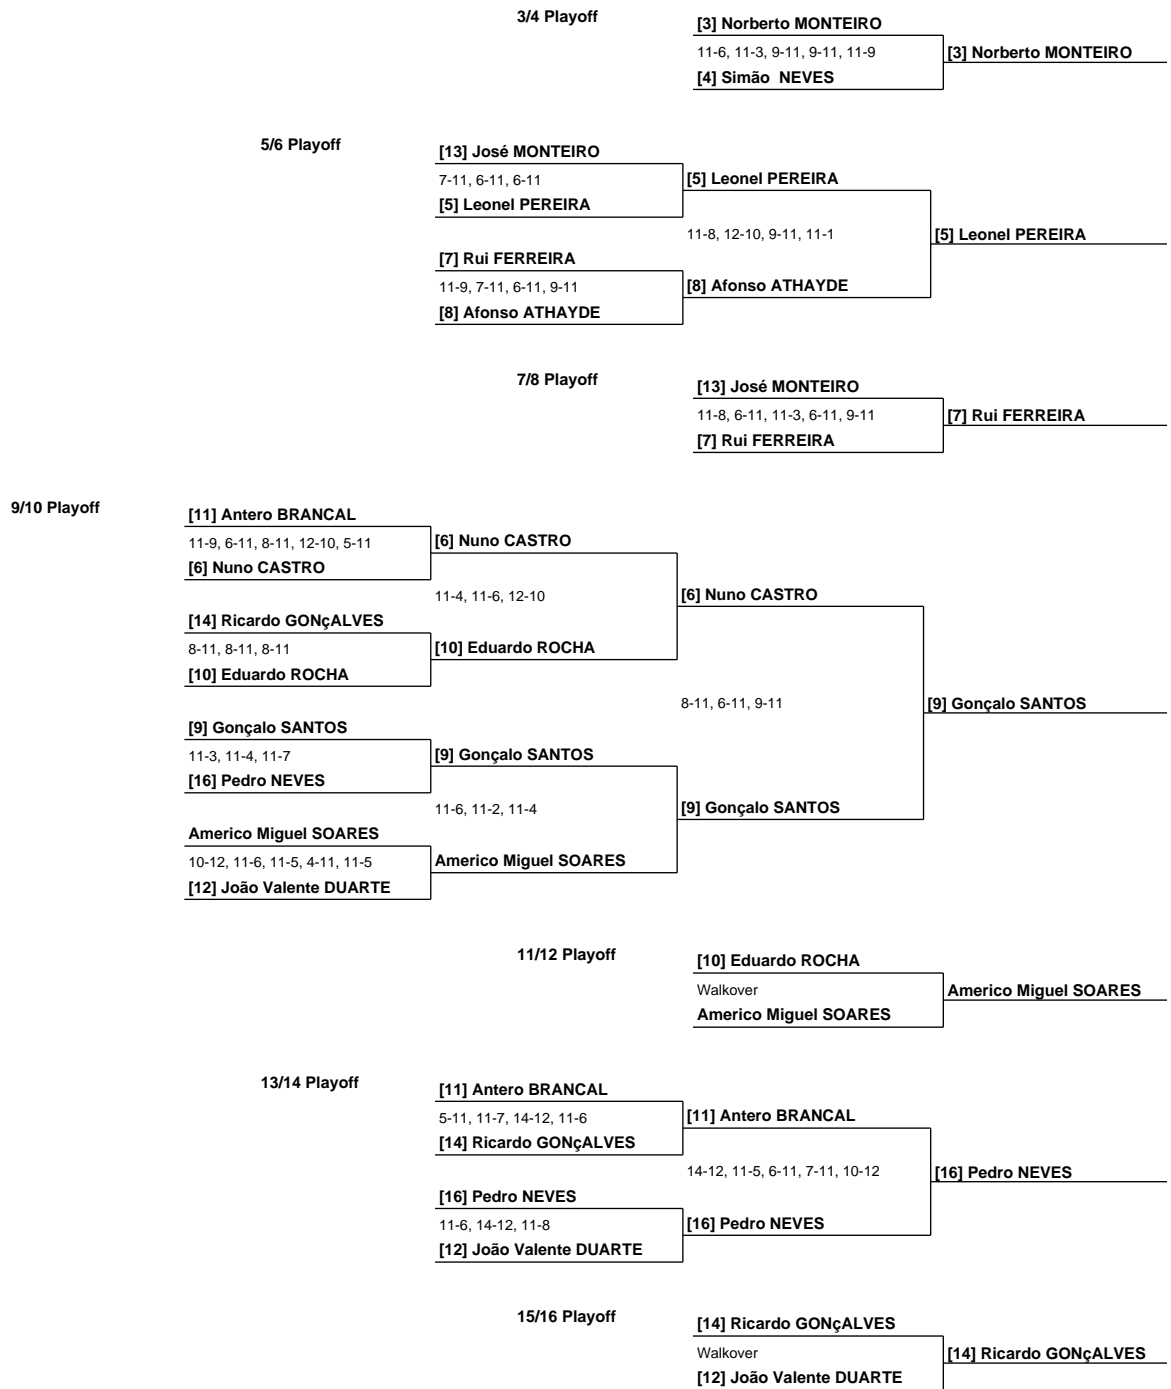 3/4 Playoff
[3] Norberto MONTEIRO
11-6, 11-3, 9-11, 9-11, 11-9
[3] Norberto MONTEIRO
[4] Simão  NEVES
5/6 Playoff
[13] José MONTEIRO
7-11, 6-11, 6-11
[5] Leonel PEREIRA
[5] Leonel PEREIRA
11-8, 12-10, 9-11, 11-1
[5] Leonel PEREIRA
[7] Rui FERREIRA
11-9, 7-11, 6-11, 9-11
[8] Afonso ATHAYDE
[8] Afonso ATHAYDE
7/8 Playoff
[13] José MONTEIRO
11-8, 6-11, 11-3, 6-11, 9-11
[7] Rui FERREIRA
[7] Rui FERREIRA
9/10 Playoff
[11] Antero BRANCAL
11-9, 6-11, 8-11, 12-10, 5-11
[6] Nuno CASTRO
[6] Nuno CASTRO
11-4, 11-6, 12-10
[6] Nuno CASTRO
[14] Ricardo GONçALVES
8-11, 8-11, 8-11
[10] Eduardo ROCHA
[10] Eduardo ROCHA
8-11, 6-11, 9-11
[9] Gonçalo SANTOS
[9] Gonçalo SANTOS
11-3, 11-4, 11-7
[9] Gonçalo SANTOS
[16] Pedro NEVES
11-6, 11-2, 11-4
[9] Gonçalo SANTOS
Americo Miguel SOARES
10-12, 11-6, 11-5, 4-11, 11-5
Americo Miguel SOARES
[12] João Valente DUARTE
11/12 Playoff
[10] Eduardo ROCHA
Walkover
Americo Miguel SOARES
Americo Miguel SOARES
13/14 Playoff
[11] Antero BRANCAL
5-11, 11-7, 14-12, 11-6
[11] Antero BRANCAL
[14] Ricardo GONçALVES
14-12, 11-5, 6-11, 7-11, 10-12
[16] Pedro NEVES
[16] Pedro NEVES
11-6, 14-12, 11-8
[16] Pedro NEVES
[12] João Valente DUARTE
15/16 Playoff
[14] Ricardo GONçALVES
Walkover
[14] Ricardo GONçALVES
[12] João Valente DUARTE